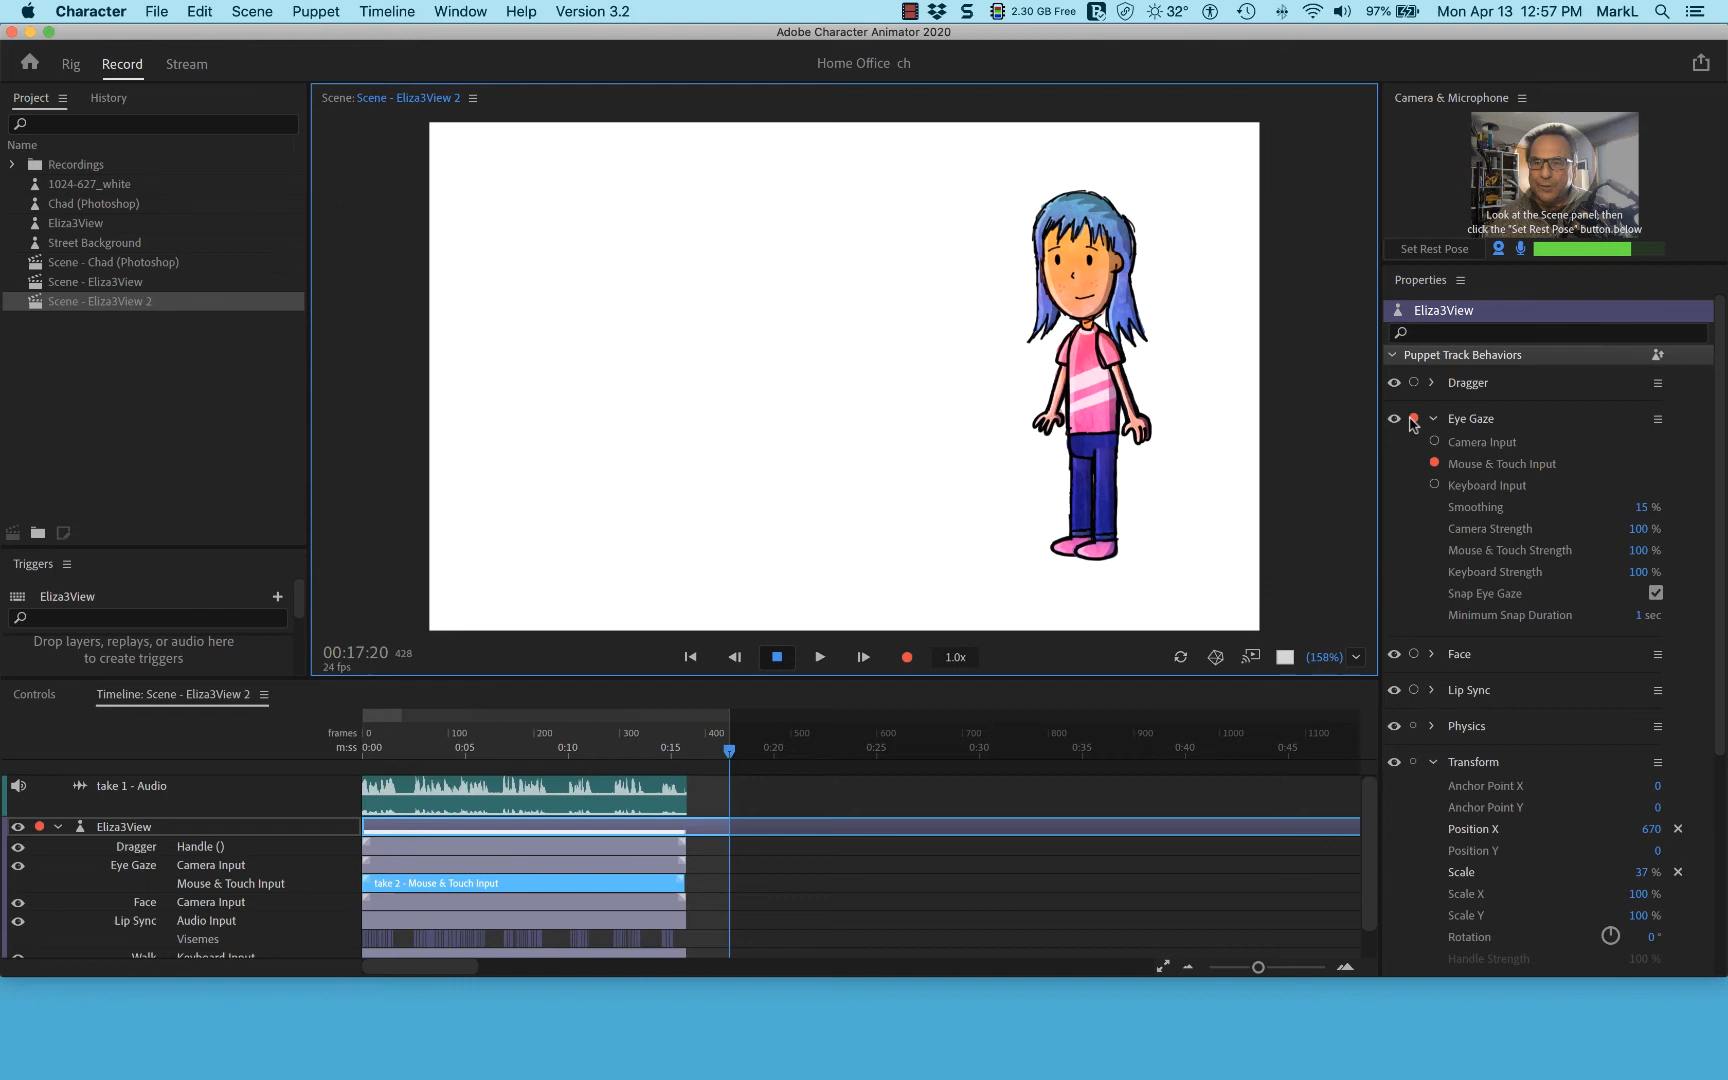 Character File Edit Scene Puppet Timeline Window Help Version 3.2 2.30 GB Free 32° 97% Mon Apr 13 12:57 PM MarkL
Adobe Character Animator 2020
Rig Record Stream Home Office ch
Project History
Name
Recordings
1024-627_white
Chad (Photoshop)
Eliza3View
Street Background
Scene - Chad (Photoshop)
Scene - Eliza3View
Scene - Eliza3View 2
Triggers
Eliza3View
Drop layers, replays, or audio here
to create triggers
Scene: Scene - Eliza3View 2
00:17:20 428
24 fps
1.0x
(158%)
Camera & Microphone
Look at the Scene panel, then
click the "Set Rest Pose" button below
Set Rest Pose
Properties
Eliza3View
Puppet Track Behaviors
Dragger
Eye Gaze
Camera Input
Mouse & Touch Input
Keyboard Input
Smoothing 15 %
Camera Strength 100 %
Mouse & Touch Strength 100 %
Keyboard Strength 100 %
Snap Eye Gaze
Minimum Snap Duration 1 sec
Face
Lip Sync
Physics
Transform
Anchor Point X 0
Anchor Point Y 0
Position X 670
Position Y 0
Scale 37 %
Scale X 100 %
Scale Y 100 %
Rotation 0 °
Handle Strength 100 %
Controls Timeline: Scene - Eliza3View 2
frames 0 100 200 300 400 500 600 700 800 900 1000 1100
m:ss 0:00 0:05 0:10 0:15 0:20 0:25 0:30 0:35 0:40 0:45
take 1 - Audio
Eliza3View
Dragger Handle ()
Eye Gaze Camera Input
Mouse & Touch Input take 2 - Mouse & Touch Input
Face Camera Input
Lip Sync Audio Input
Visemes
Walk Keyboard Input